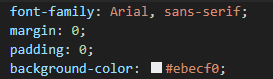 font-family: Arial, sans-serif;
margin: 0;
padding: 0;
background-color: #ebecf0;